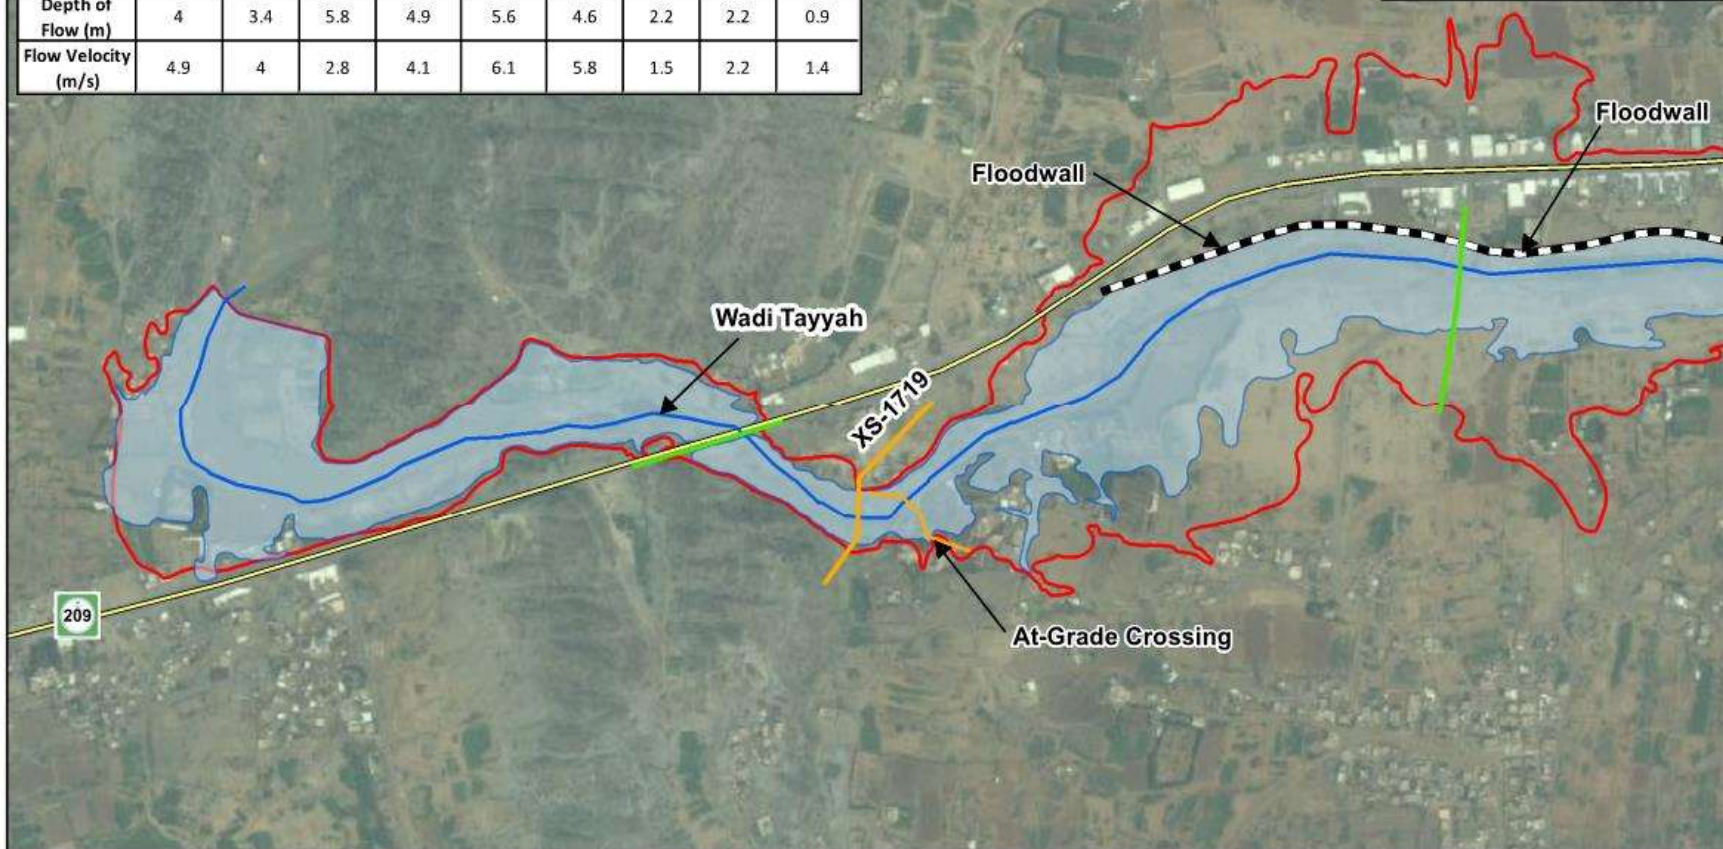 Depth of
Flow (m) 4 3.4 5.8 4.9 5.6 4.6 2.2 2.2 0.9
Flow Velocity
(m/s) 4.9 4 2.8 4.1 6.1 5.8 1.5 2.2 1.4
Floodwall
Floodwall
Wadi Tayyah
XS-1719
209
At-Grade Crossing